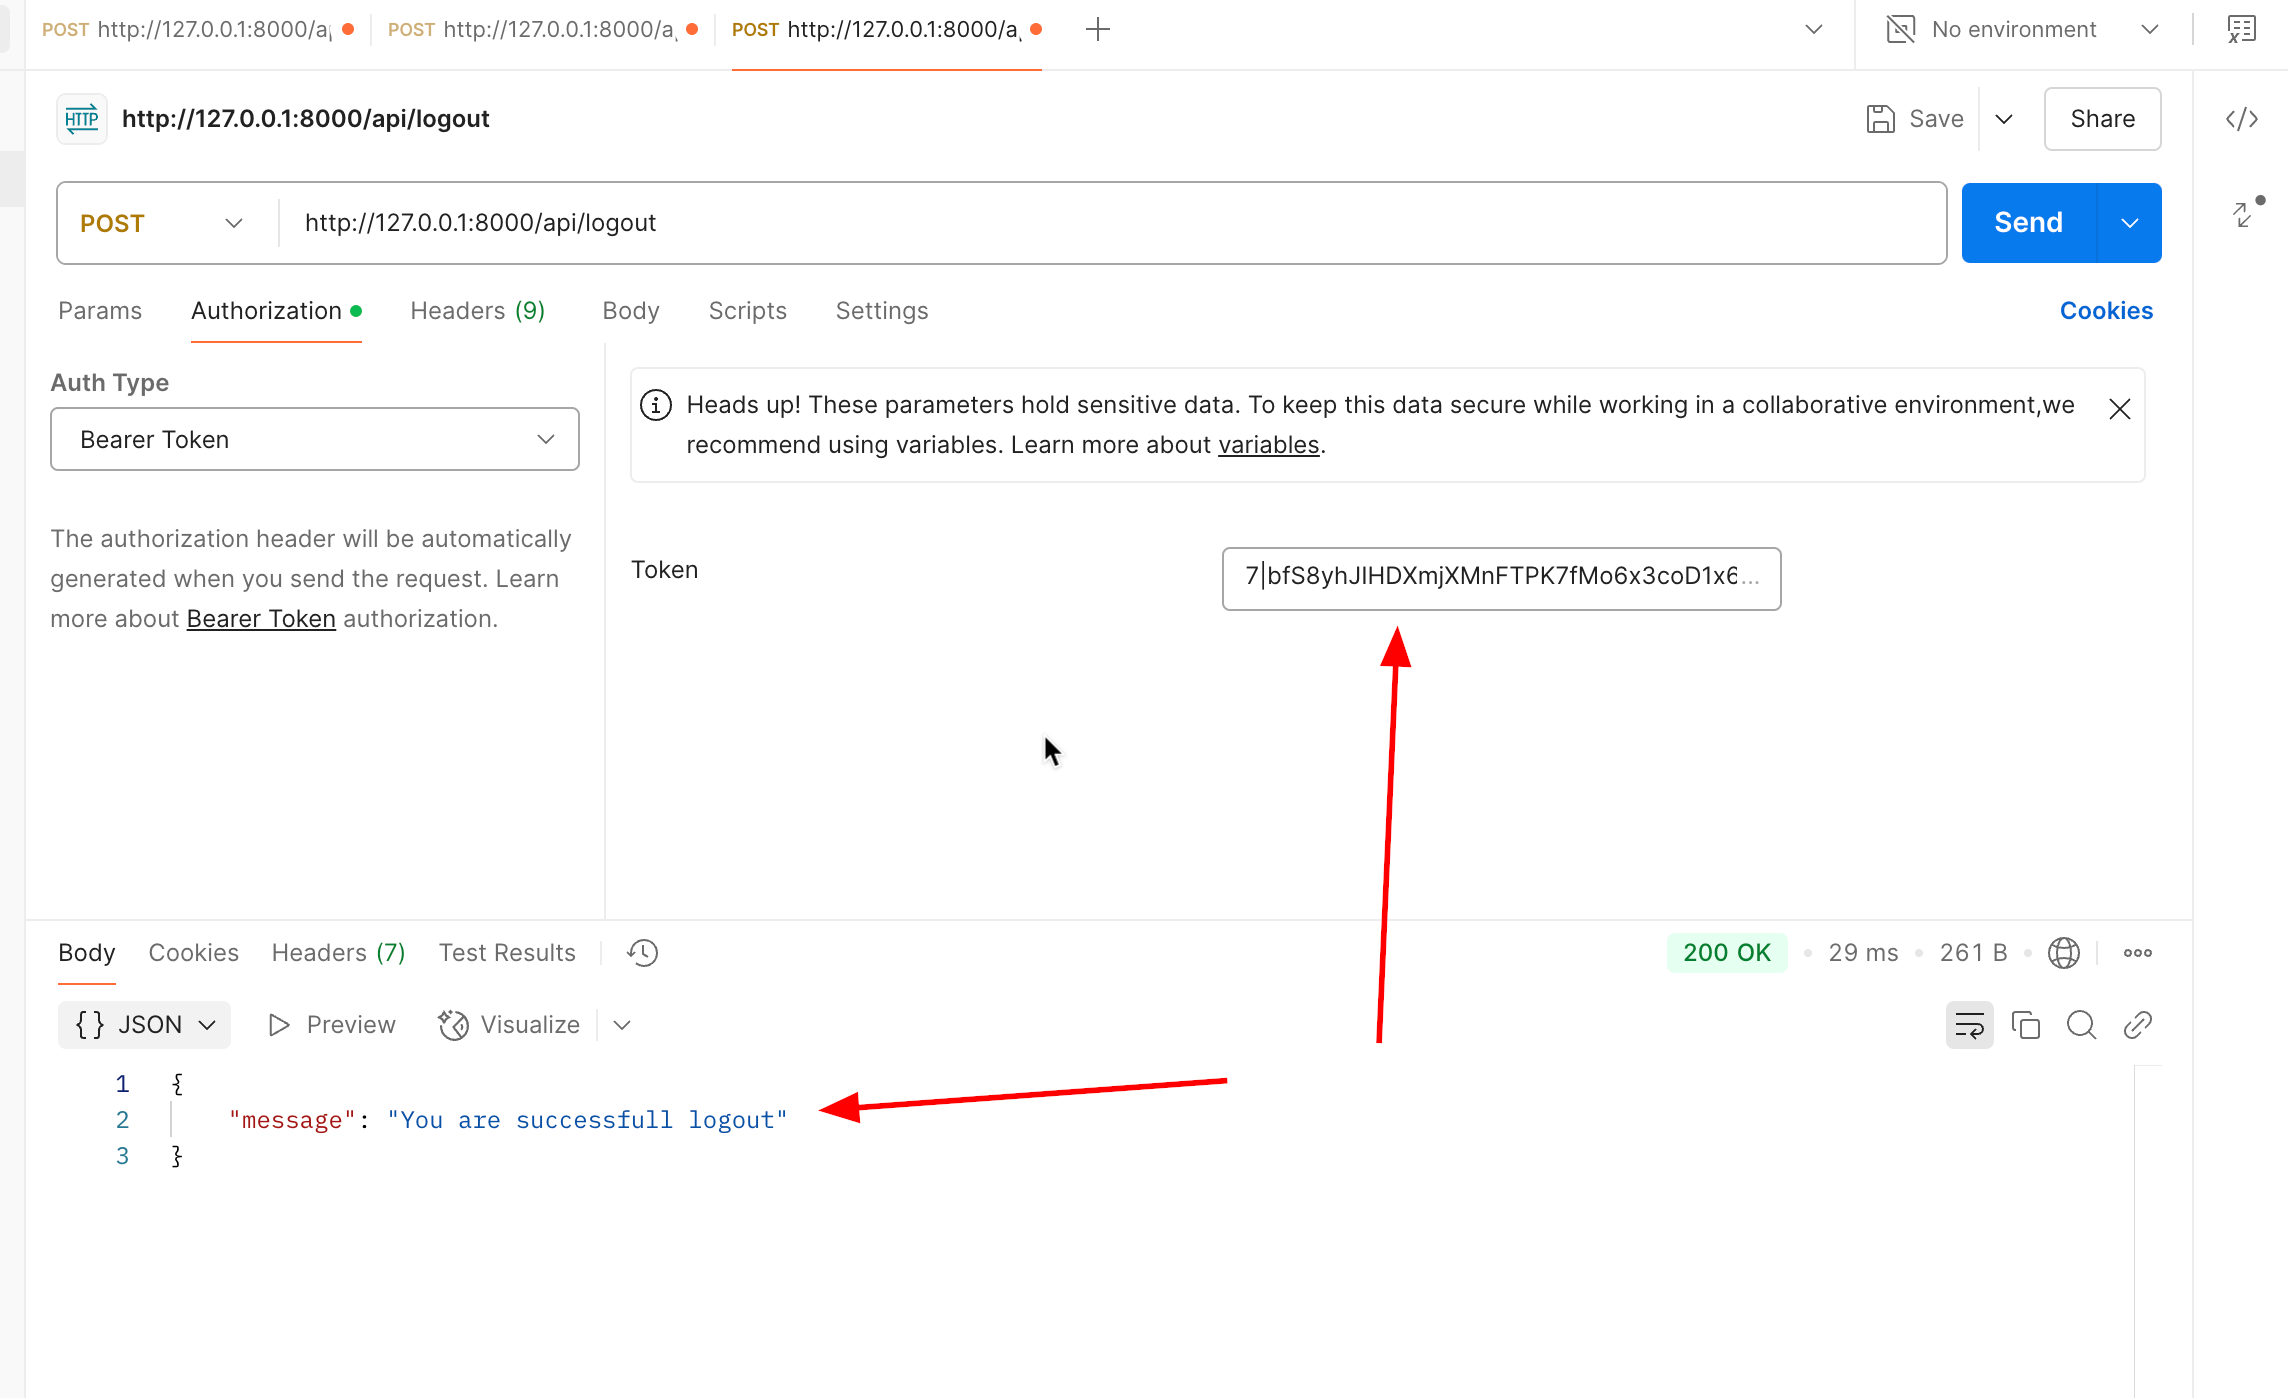 POST http://127.0.0.1:8000/a POST http://127.0.0.1:8000/a POST http://127.0.0.1:8000/a No environment
HTTP http://127.0.0.1:8000/api/logout Save Share
POST http://127.0.0.1:8000/api/logout Send
Params Authorization Headers (9) Body Scripts Settings Cookies
Auth Type
Bearer Token
The authorization header will be automatically
generated when you send the request. Learn
more about Bearer Token authorization.
Heads up! These parameters hold sensitive data. To keep this data secure while working in a collaborative environment,we
recommend using variables. Learn more about variables.
Token 7|bfS8yhJIHDXmjXMnFTPK7fMo6x3coD1x6...
Body Cookies Headers (7) Test Results 200 OK • 29 ms • 261 B
{} JSON Preview Visualize
1 {
2 "message": "You are successfull logout"
3 }